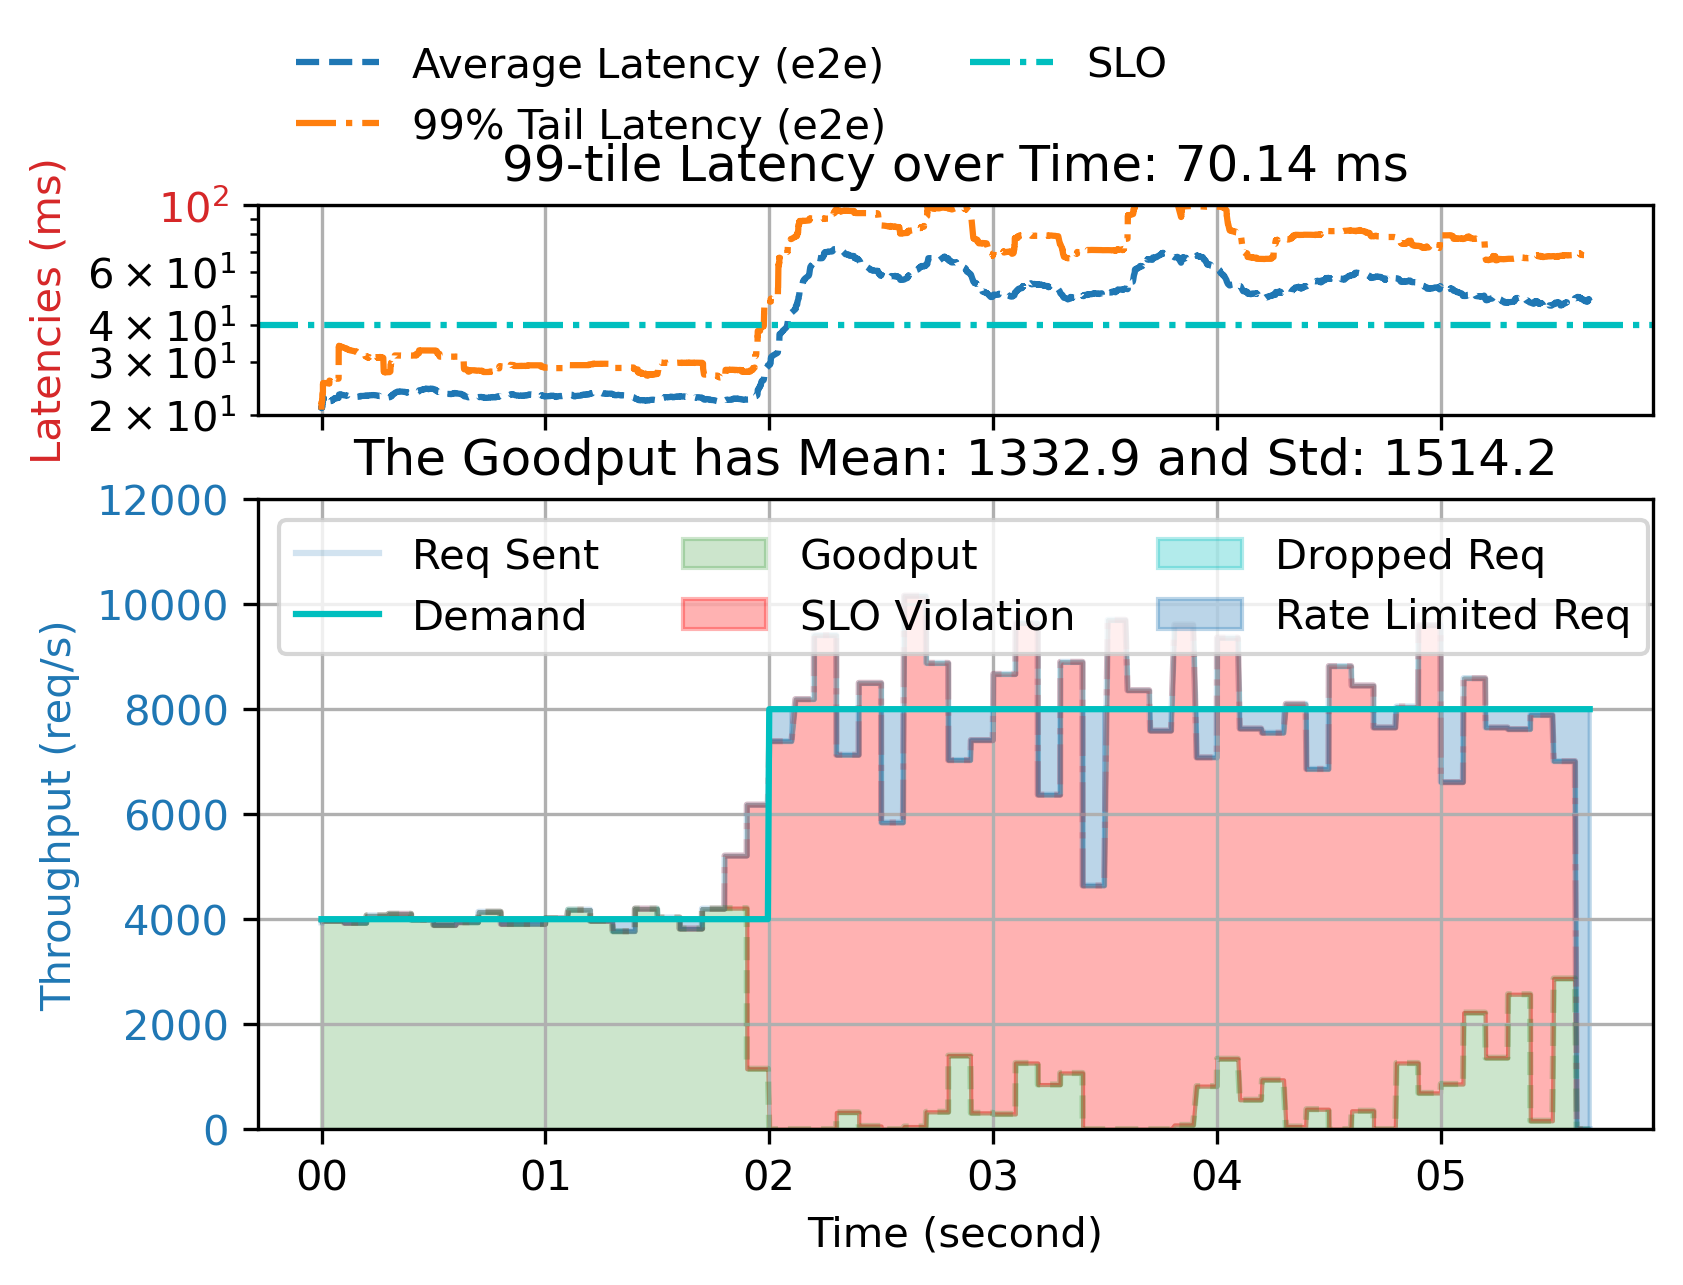 Average Latency (e2e)
SLO
99% Tail Latency (e2e)
99-tile Latency over Time: 70.14 ms
Latencies (ms)
10²
6 × 10¹
4 × 10¹
3 × 10¹
2 × 10¹
The Goodput has Mean: 1332.9 and Std: 1514.2
Throughput (req/s)
12000
10000
8000
6000
4000
2000
0
Req Sent
Goodput
Dropped Req
Demand
SLO Violation
Rate Limited Req
00 01 02 03 04 05
Time (second)